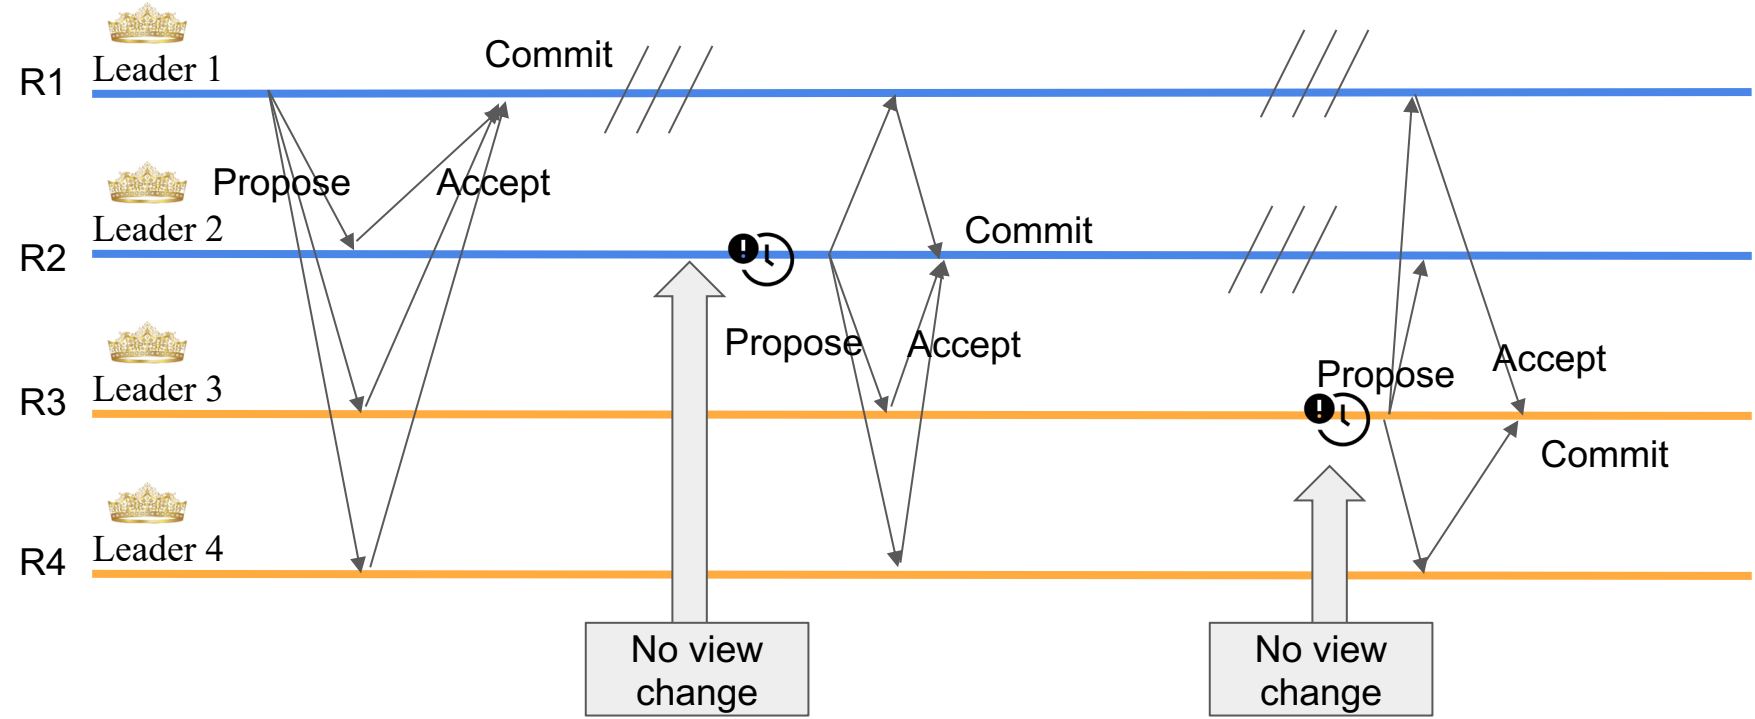 Leader 1
R1
Commit
Propose
Accept
Leader 2
R2
Commit
Propose
Accept
Leader 3
R3
Propose
Accept
Commit
Leader 4
R4
No view
change
No view
change